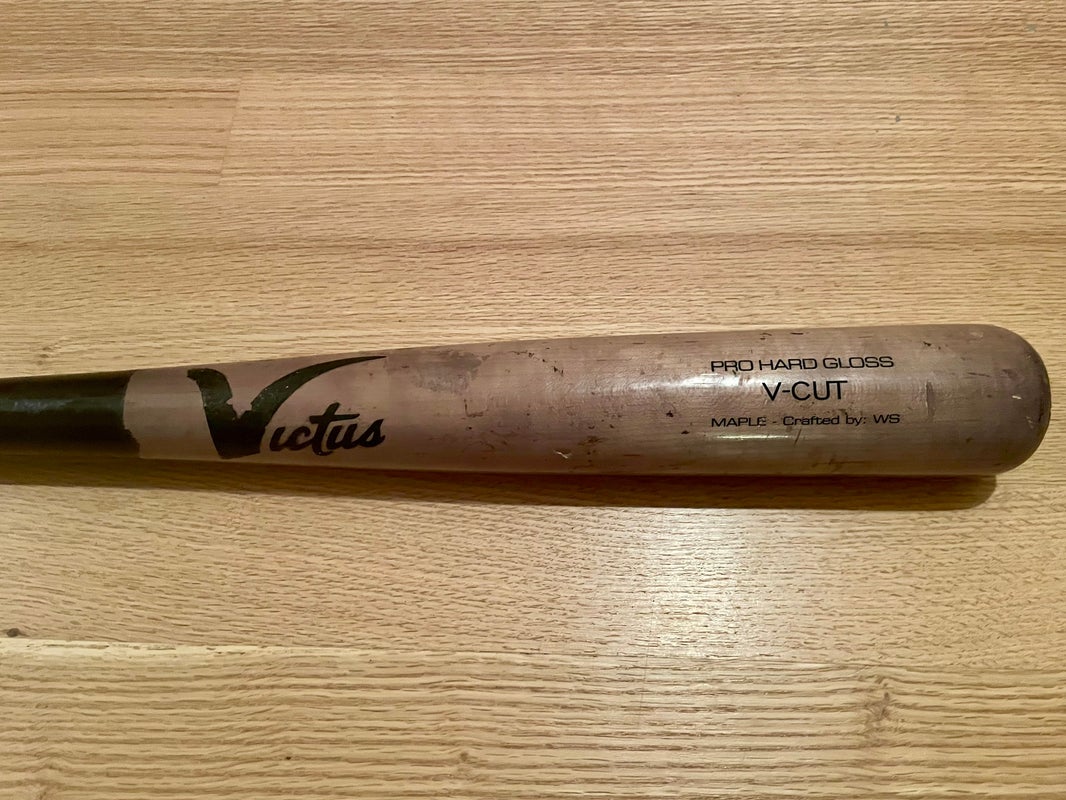 Victus
PRO HARD GLOSS
V-CUT
MAPLE - Crafted by: WS